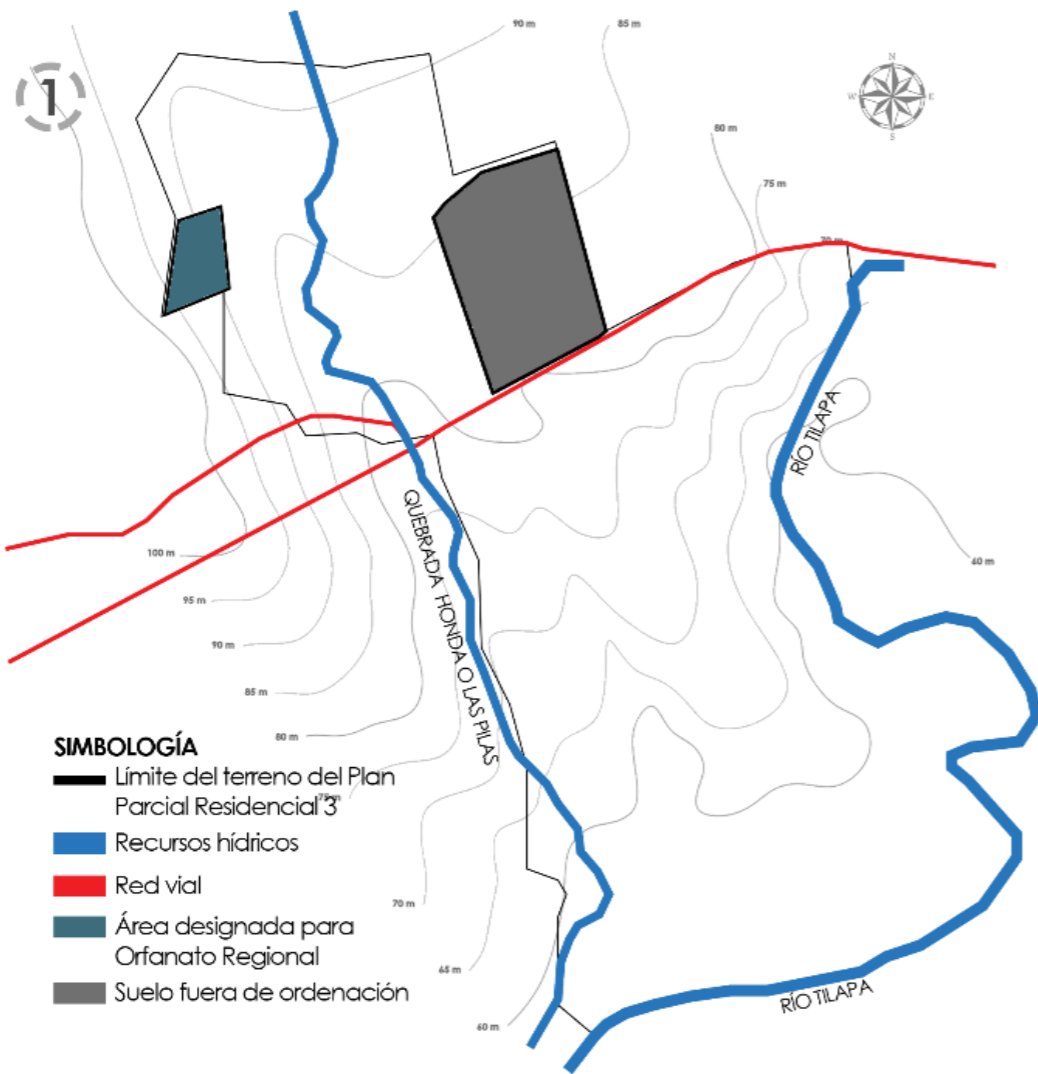 90 m
85 m
1
N
W
E
S
80 m
75 m
70 m
RÍO TILAPA
QUEBRADA HONDA O LAS PILAS
100 m
60 m
95 m
90 m
85 m
80 m
SIMBOLOGÍA
Límite del terreno del Plan
Parcial Residencial 3
75 m
Recursos hídricos
Red vial
70 m
Área designada para
Orfanato Regional
65 m
Suelo fuera de ordenación
RÍO TILAPA
60 m